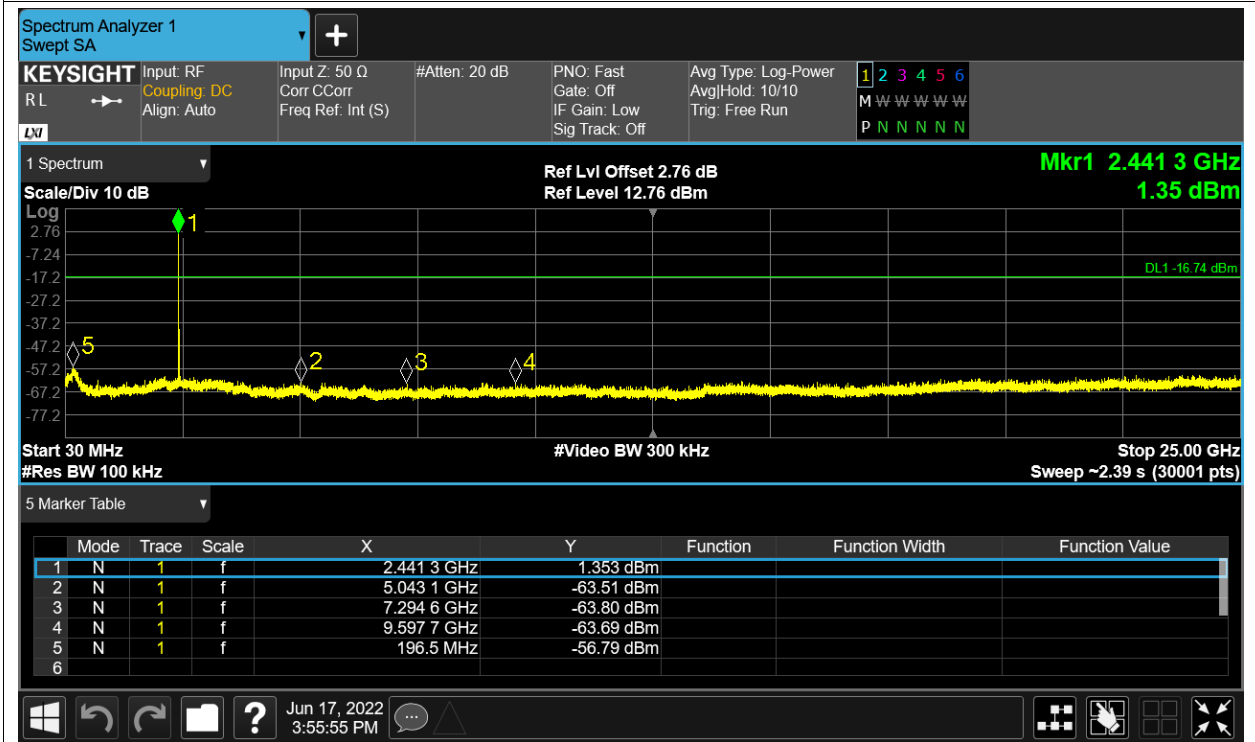 Spectrum Analyzer 1
Swept SA
+
KEYSIGHT
R L
LXI
Input: RF
Coupling: DC
Align: Auto
Input Z: 50 Ω
Corr CCorr
Freq Ref: Int (S)
#Atten: 20 dB
PNO: Fast
Gate: Off
IF Gain: Low
Sig Track: Off
Avg Type: Log-Power
Avg|Hold: 10/10
Trig: Free Run
1 2 3 4 5 6
M W W W W W
P N N N N N
1 Spectrum
Scale/Div 10 dB
Ref Lvl Offset 2.76 dB
Ref Level 12.76 dBm
Mkr1 2.441 3 GHz
1.35 dBm
Log
2.76
-7.24
-17.2
-27.2
-37.2
-47.2
-57.2
-67.2
-77.2
1
DL1 -16.74 dBm
5
2
3
4
Start 30 MHz
#Res BW 100 kHz
#Video BW 300 kHz
Stop 25.00 GHz
Sweep ~2.39 s (30001 pts)
5 Marker Table
Mode Trace Scale X Y Function Function Width Function Value
1 N 1 f 2.441 3 GHz 1.353 dBm
2 N 1 f 5.043 1 GHz -63.51 dBm
3 N 1 f 7.294 6 GHz -63.80 dBm
4 N 1 f 9.597 7 GHz -63.69 dBm
5 N 1 f 196.5 MHz -56.79 dBm
6
?
Jun 17, 2022
3:55:55 PM